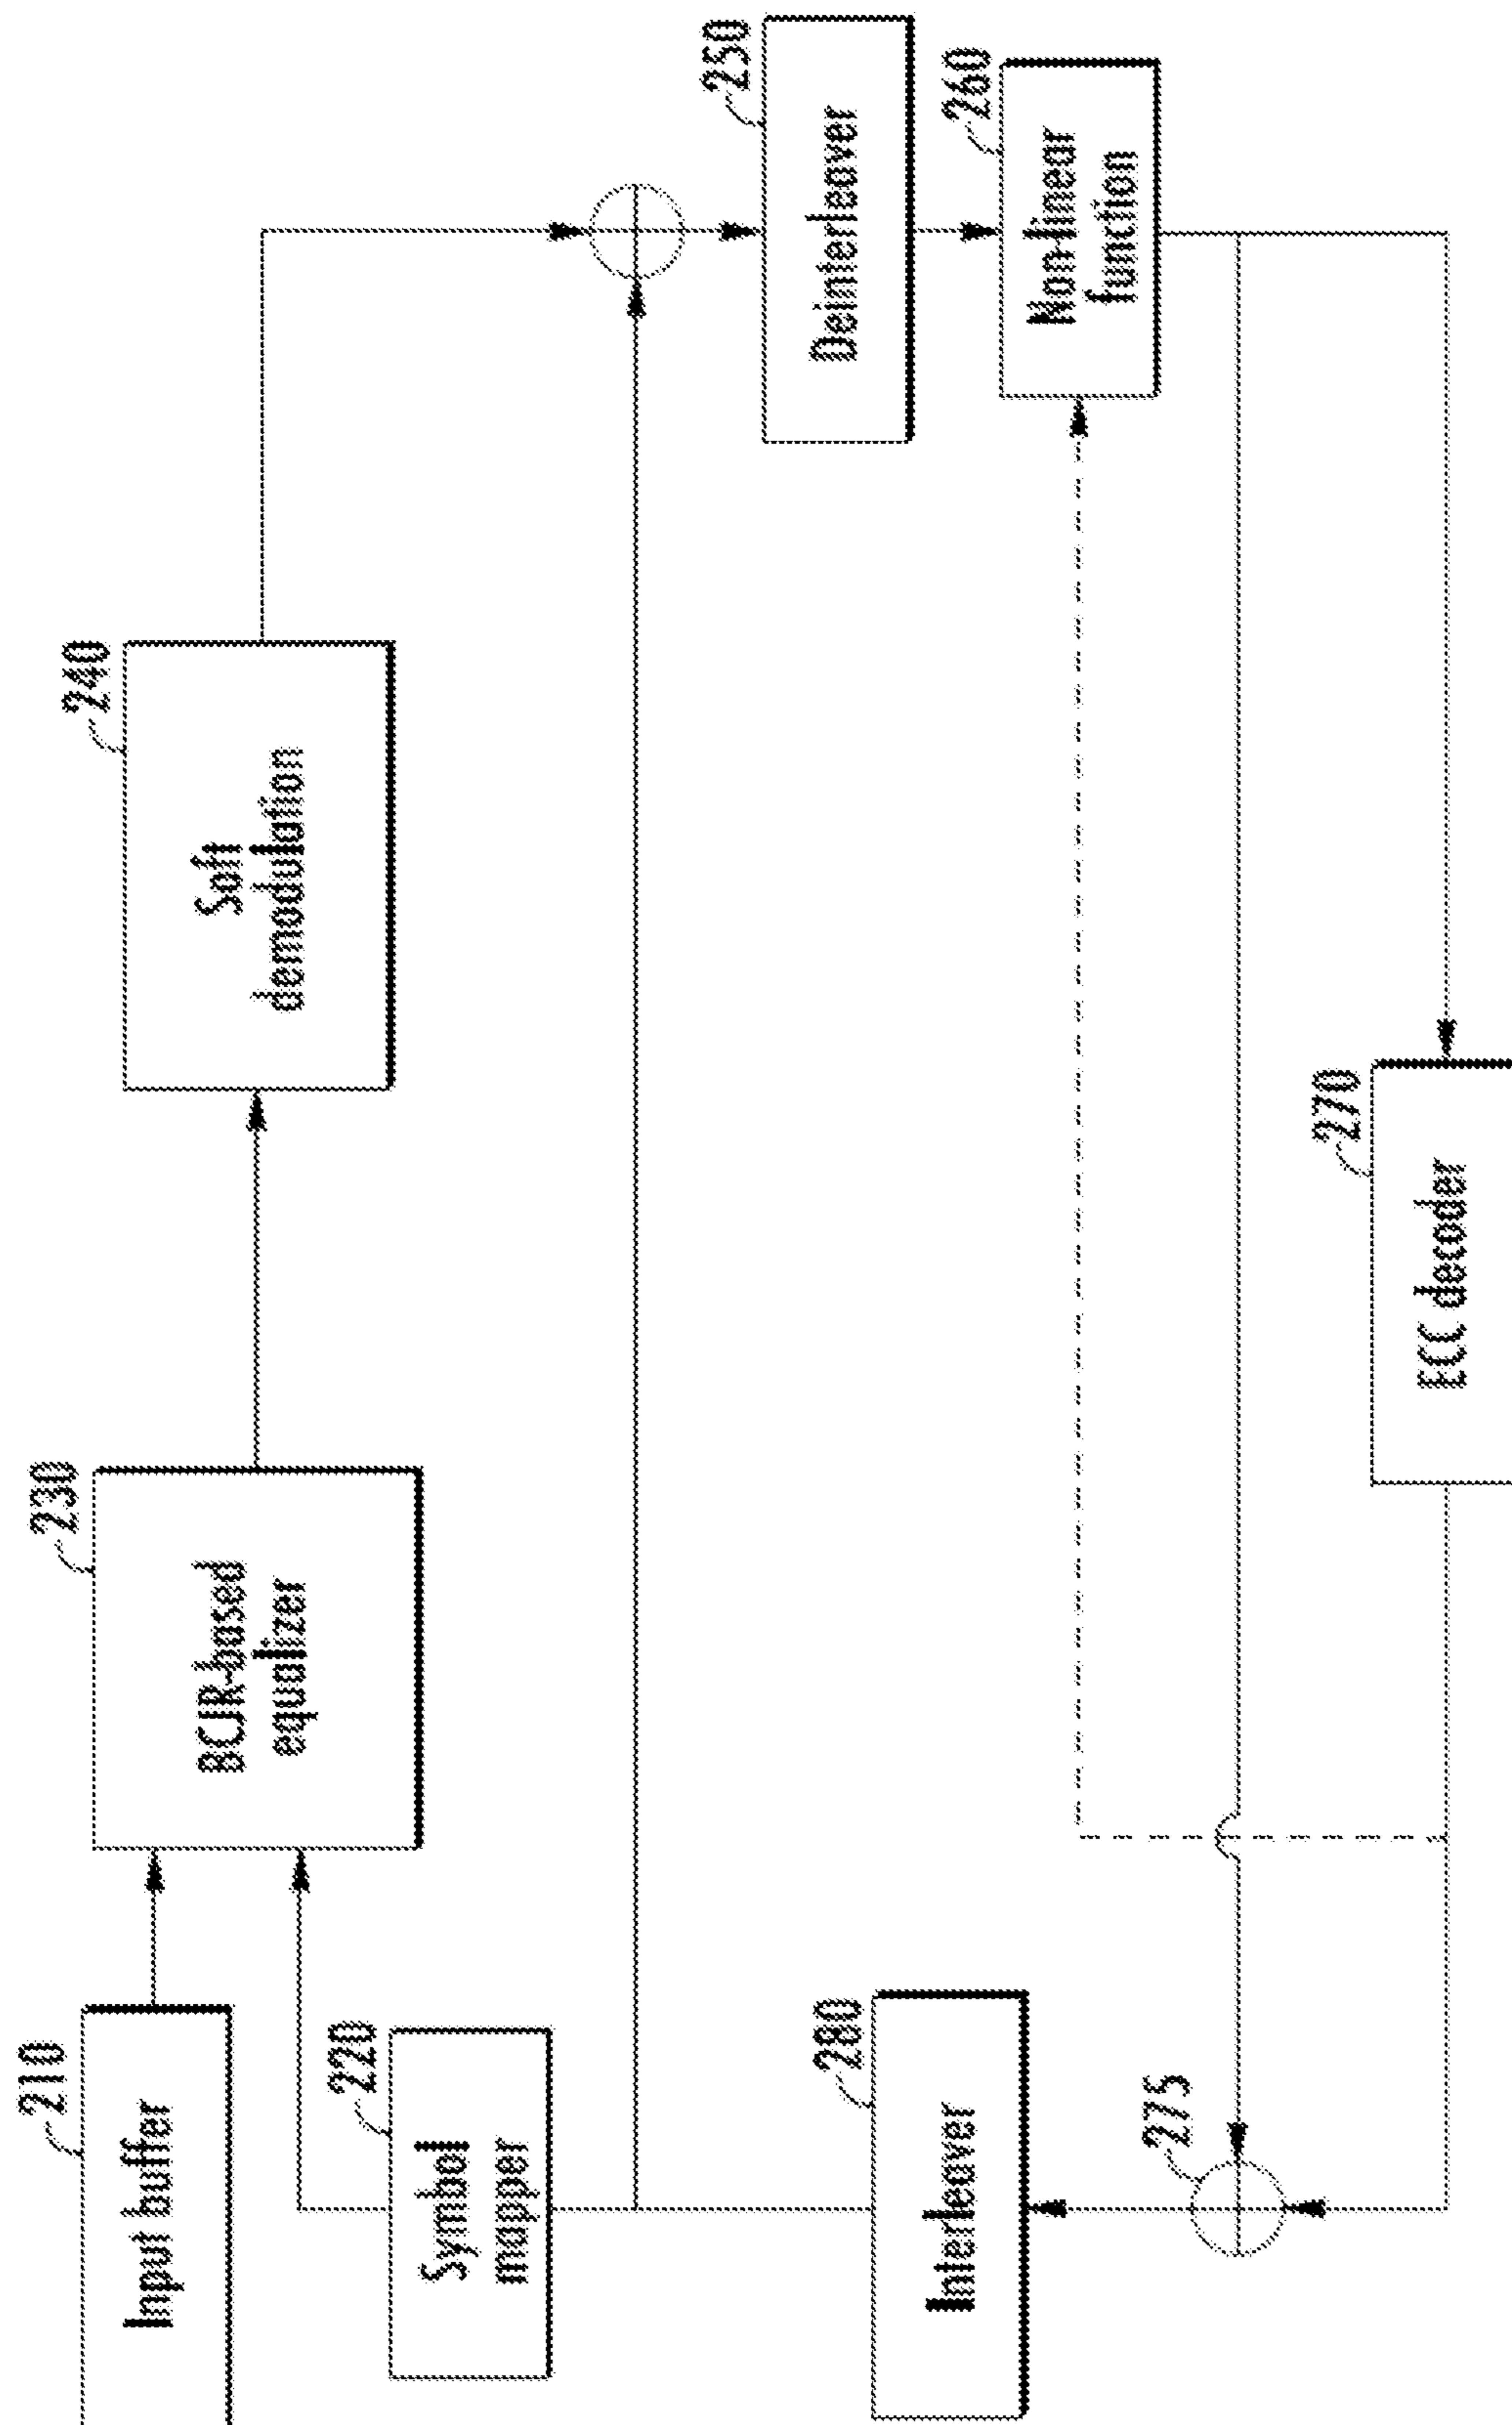 210
Input buffer
220
Symbol
mapper
230
BCJR-based
equalizer
240
Soft
demodulation
250
Deinterleaver
260
Non-linear
function
270
ECC decoder
275
280
Interleaver